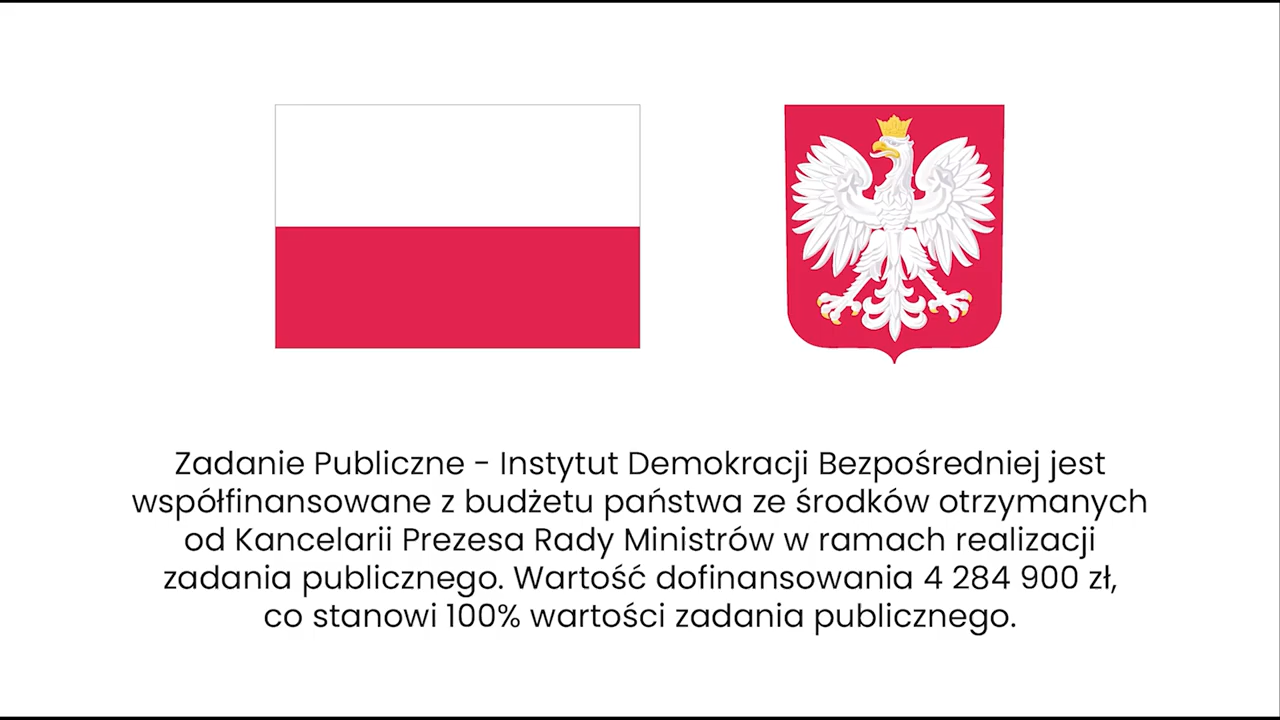 Zadanie Publiczne - Instytut Demokracji Bezpośredniej jest
współfinansowane z budżetu państwa ze środków otrzymanych
od Kancelarii Prezesa Rady Ministrów w ramach realizacji
zadania publicznego. Wartość dofinansowania 4 284 900 zł,
co stanowi 100% wartości zadania publicznego.